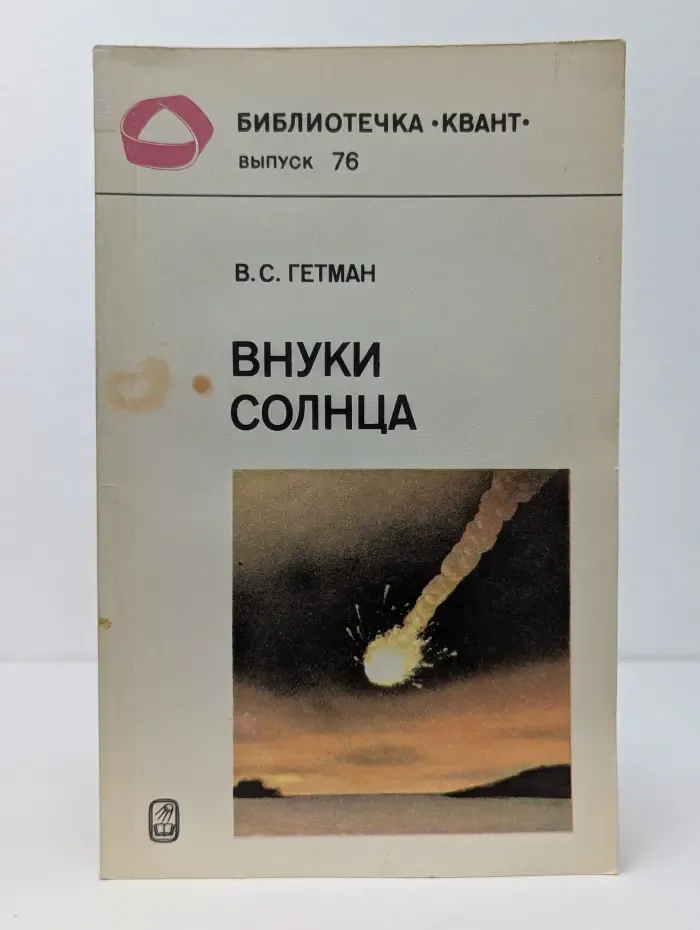 БИБЛИОТЕЧКА •КВАНТ•
ВЫПУСК 76
В.С. ГЕТМАН
ВНУКИ
СОЛНЦА